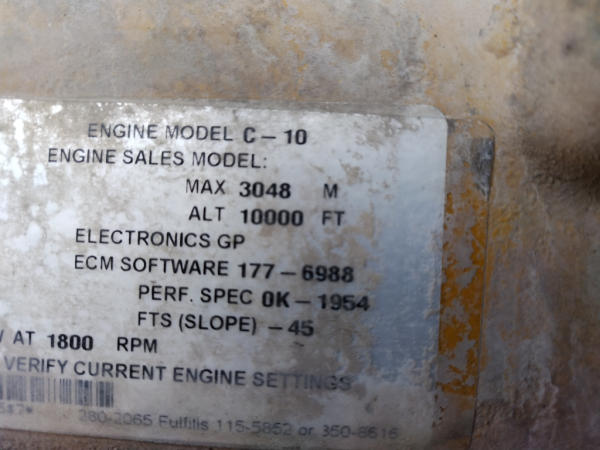 ENGINE MODEL C-10
ENGINE SALES MODEL:
MAX 3048 M
ALT 10000 FT
ELECTRONICS GP
ECM SOFTWARE 177-6988
PERF. SPEC 0K-1954
FTS (SLOPE) -45
AT 1800 RPM
VERIFY CURRENT ENGINE SETTINGS
280-2065 Fulfills 115-5852 or 350-8616